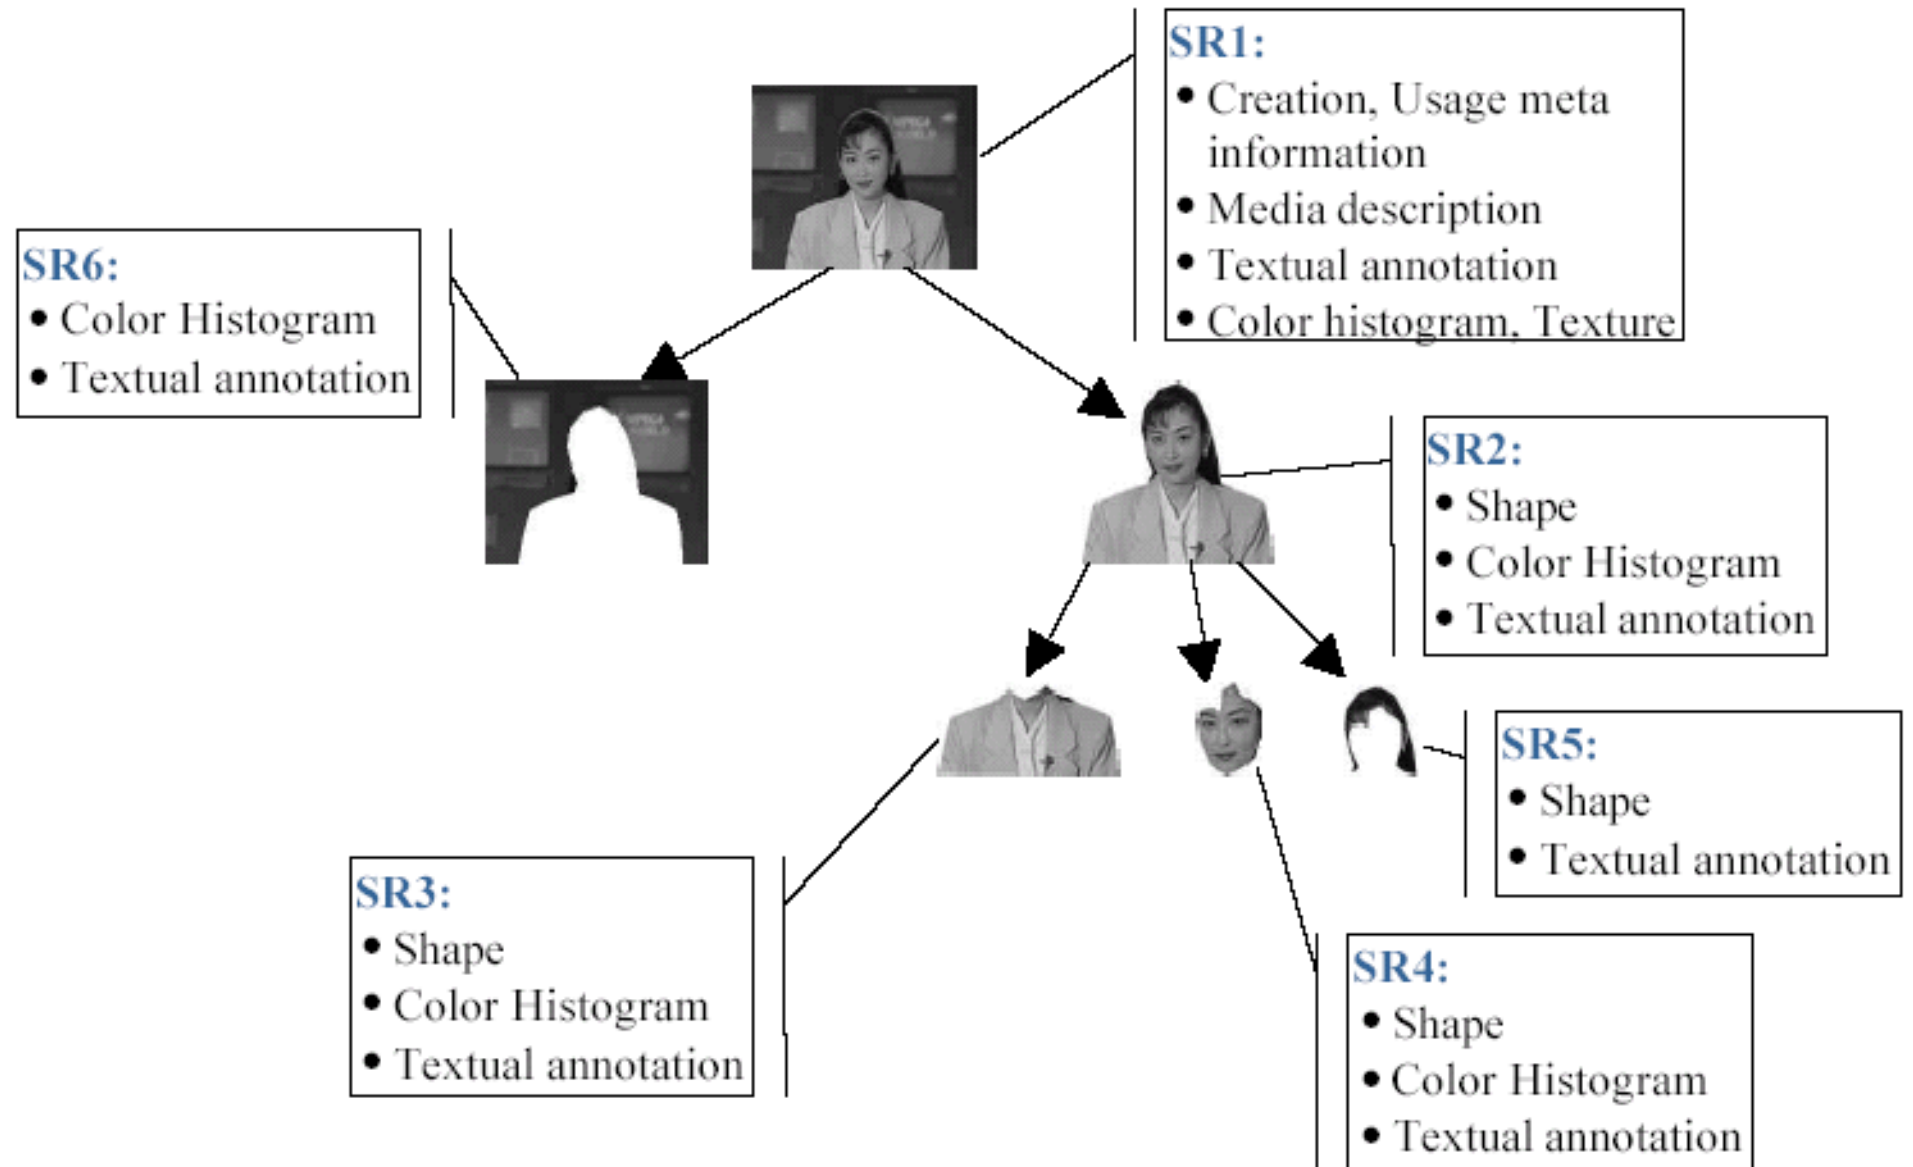 SR1:
• Creation, Usage meta
information
• Media description
• Textual annotation
• Color histogram, Texture
SR6:
• Color Histogram
• Textual annotation
SR2:
• Shape
• Color Histogram
• Textual annotation
SR5:
• Shape
• Textual annotation
SR3:
• Shape
• Color Histogram
• Textual annotation
SR4:
• Shape
• Color Histogram
• Textual annotation